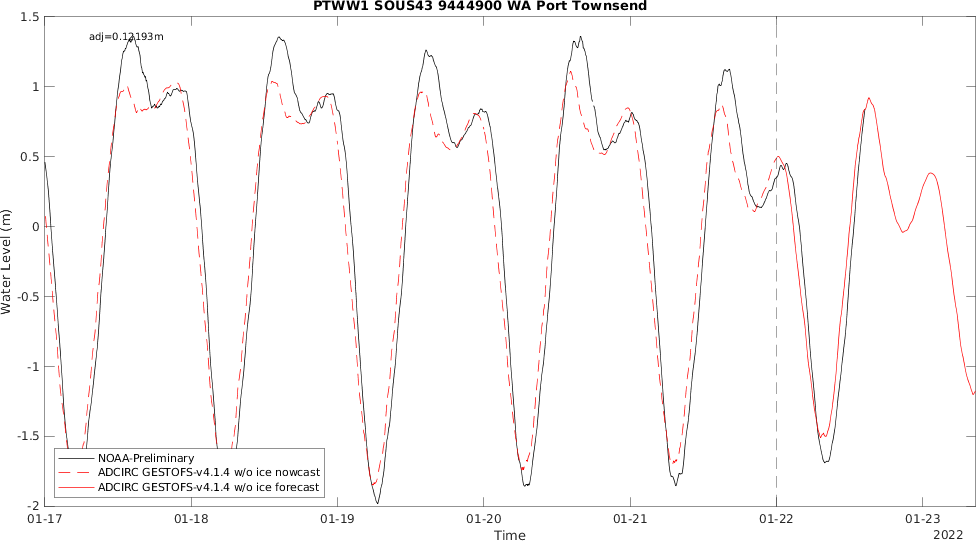 PTWW1 SOUS43 9444900 WA Port Townsend
adj=0.12193m
1.5
1
0.5
0
-0.5
-1
-1.5
-2
Water Level (m)
NOAA-Preliminary
ADCIRC GESTOFS-v4.1.4 w/o ice nowcast
ADCIRC GESTOFS-v4.1.4 w/o ice forecast
01-17 01-18 01-19 01-20 01-21 01-22 01-23
Time
2022